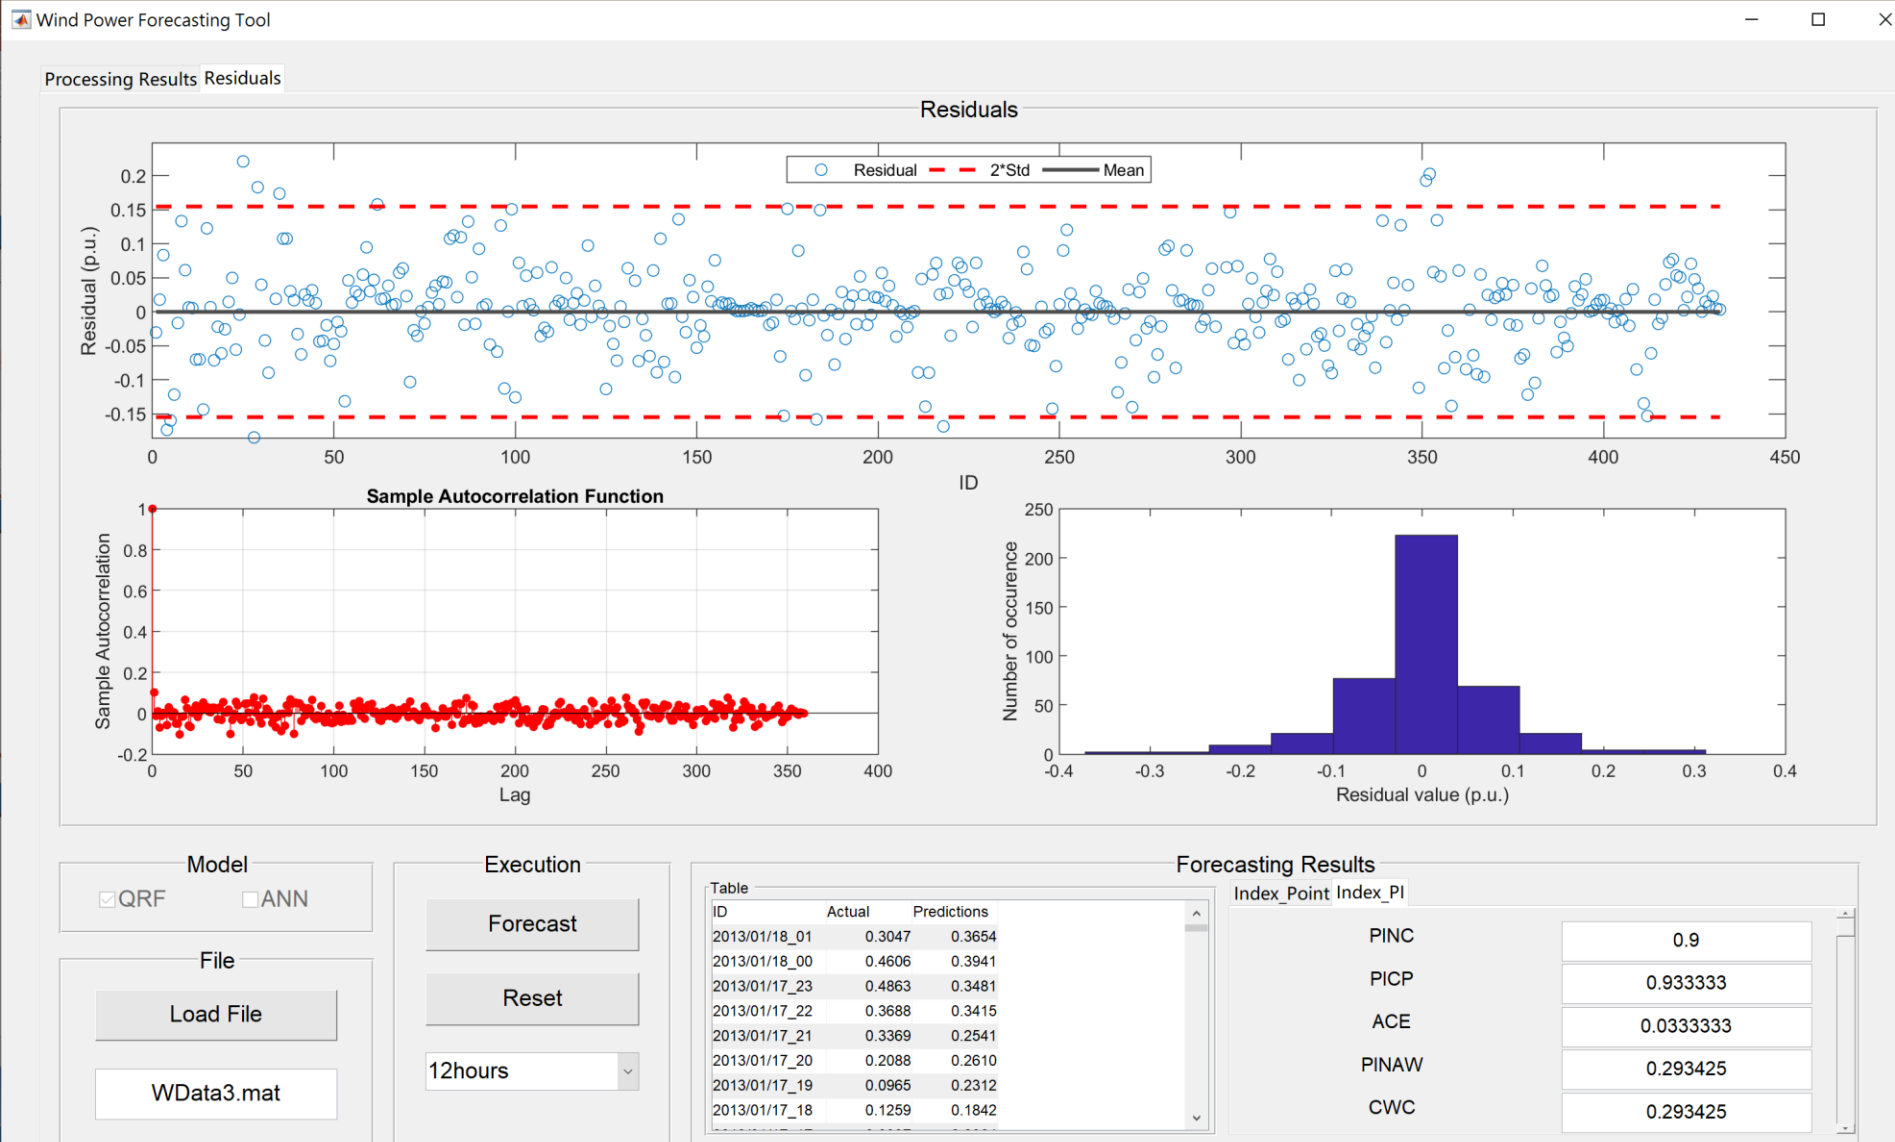 Wind Power Forecasting Tool
Processing Results Residuals
Residuals
Residual 2*Std Mean
Residual (p.u.)
0.2
0.15
0.1
0.05
0
-0.05
-0.1
-0.15
0 50 100 150 200 250 300 350 400 450
ID
Sample Autocorrelation Function
Sample Autocorrelation
1
0.8
0.6
0.4
0.2
0
-0.2
0 50 100 150 200 250 300 350 400
Lag
Number of occurence
250
200
150
100
50
0
-0.4 -0.3 -0.2 -0.1 0 0.1 0.2 0.3 0.4
Residual value (p.u.)
Model
QRF ANN
File
Load File
WData3.mat
Execution
Forecast
Reset
12hours
Forecasting Results
Table
ID Actual Predictions
2013/01/18_01 0.3047 0.3654
2013/01/18_00 0.4606 0.3941
2013/01/17_23 0.4863 0.3481
2013/01/17_22 0.3688 0.3415
2013/01/17_21 0.3369 0.2541
2013/01/17_20 0.2088 0.2610
2013/01/17_19 0.0965 0.2312
2013/01/17_18 0.1259 0.1842
Index_Point Index_PI
PINC 0.9
PICP 0.933333
ACE 0.0333333
PINAW 0.293425
CWC 0.293425